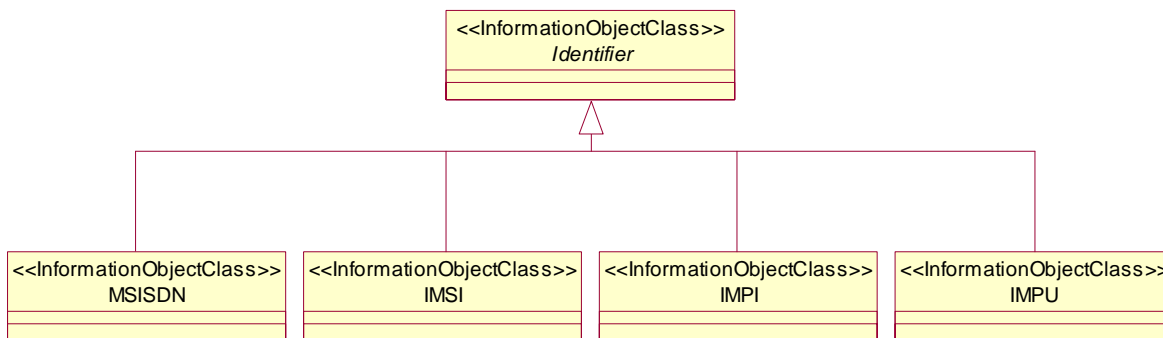 <<InformationObjectClass>>
Identifier
<<InformationObjectClass>>
MSISDN
<<InformationObjectClass>>
IMSI
<<InformationObjectClass>>
IMPI
<<InformationObjectClass>>
IMPU